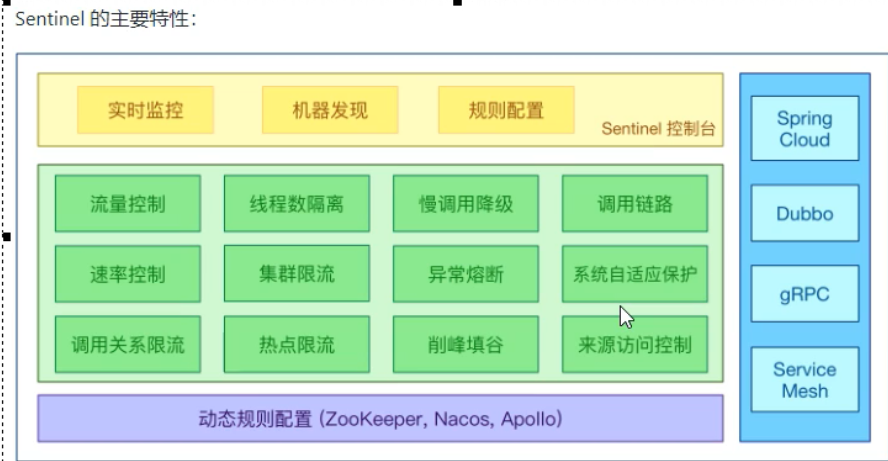 Sentinel 的主要特性：
实时监控
机器发现
规则配置
Sentinel 控制台
流量控制
线程数隔离
慢调用降级
调用链路
速率控制
集群限流
异常熔断
系统自适应保护
调用关系限流
热点限流
削峰填谷
来源访问控制
动态规则配置 (ZooKeeper, Nacos, Apollo)
Spring
Cloud
Dubbo
gRPC
Service
Mesh